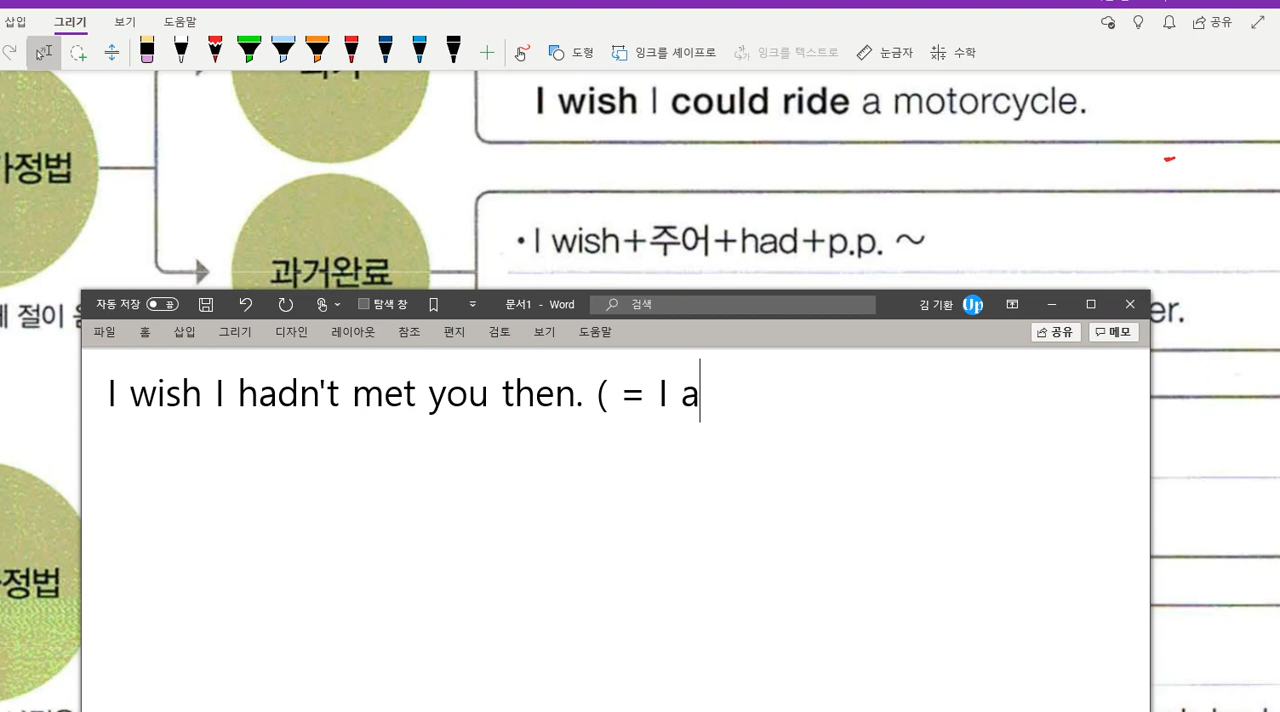 삽입 그리기 보기 도움말
공유
도형 잉크를 셰이프로 잉크를 텍스트로 눈금자 수학
I wish I could ride a motorcycle.
가정법
• I wish+주어+had+p.p. ～
과거완료
절이
er.
자동 저장 끔 탐색 창 문서1 - Word 검색 김 기환
파일 홈 삽입 그리기 디자인 레이아웃 참조 편지 검토 보기 도움말 공유 메모
I wish I hadn't met you then. ( = I a
정법